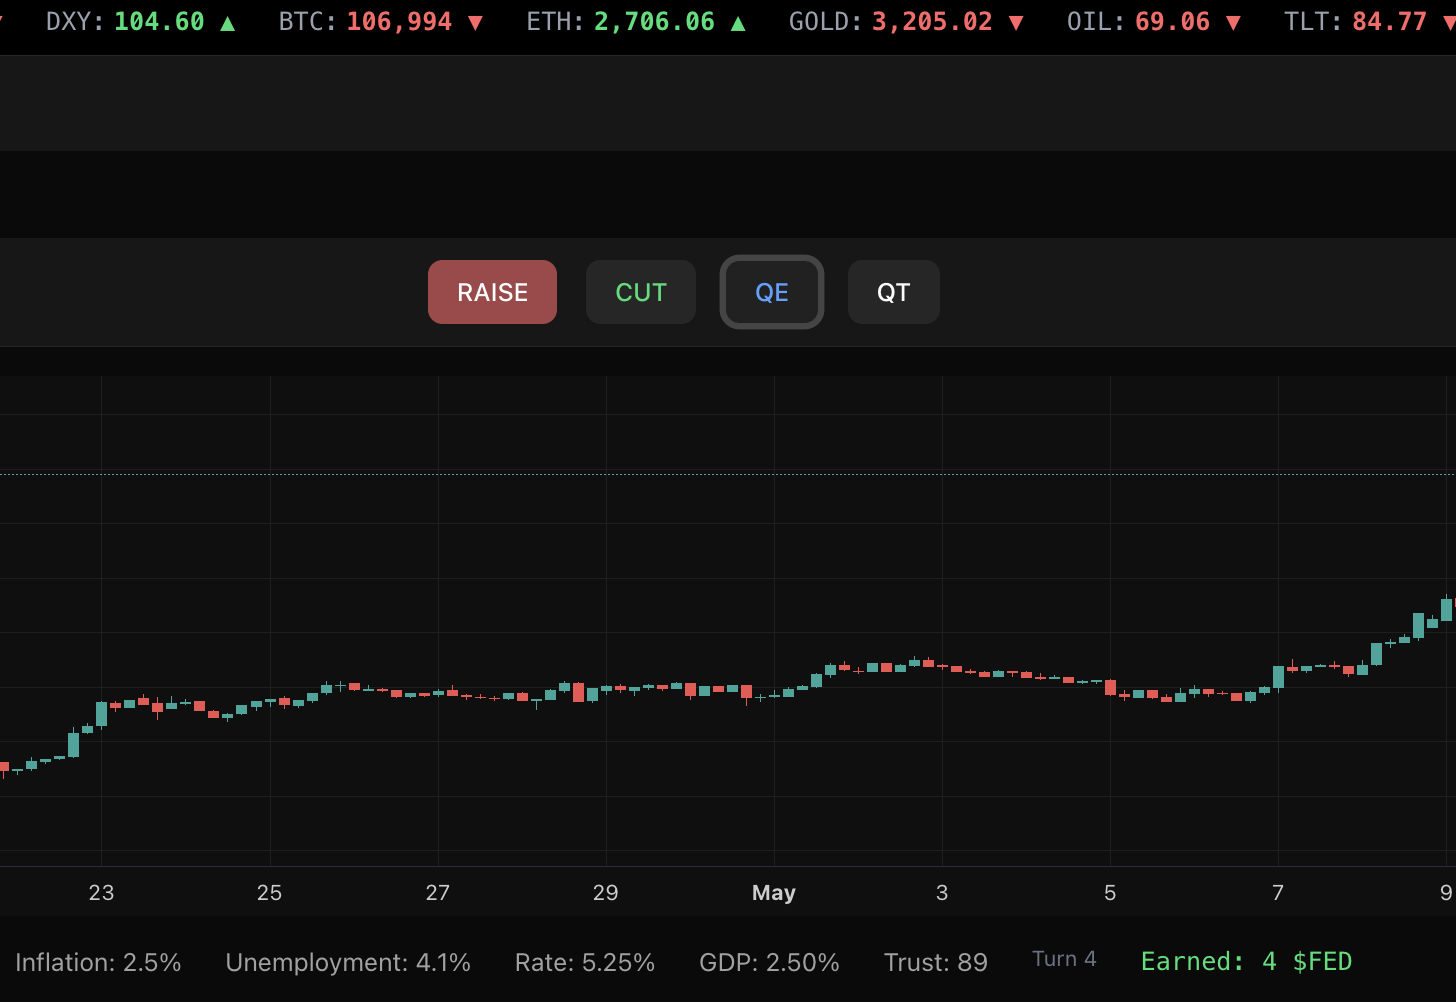 DXY: 104.60 ▲ BTC: 106,994 ▼ ETH: 2,706.06 ▲ GOLD: 3,205.02 ▼ OIL: 69.06 ▼ TLT: 84.77 ▼
RAISE CUT QE QT
23 25 27 29 May 3 5 7 9
Inflation: 2.5% Unemployment: 4.1% Rate: 5.25% GDP: 2.50% Trust: 89 Turn 4 Earned: 4 $FED